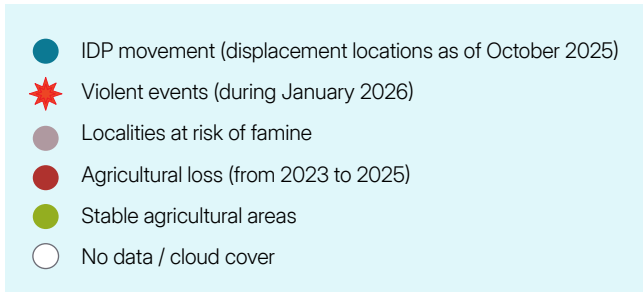 IDP movement (displacement locations as of October 2025)
Violent events (during January 2026)
Localities at risk of famine
Agricultural loss (from 2023 to 2025)
Stable agricultural areas
No data / cloud cover